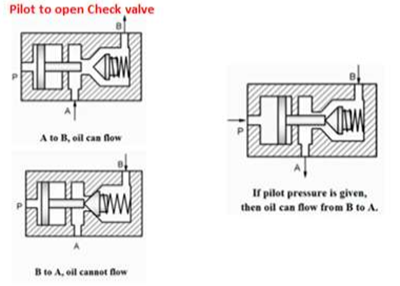 Pilot to open Check valve
B
P
A
A to B, oil can flow
B
P
A
B to A, oil cannot flow
B
P
A
If pilot pressure is given,
then oil can flow from B to A.